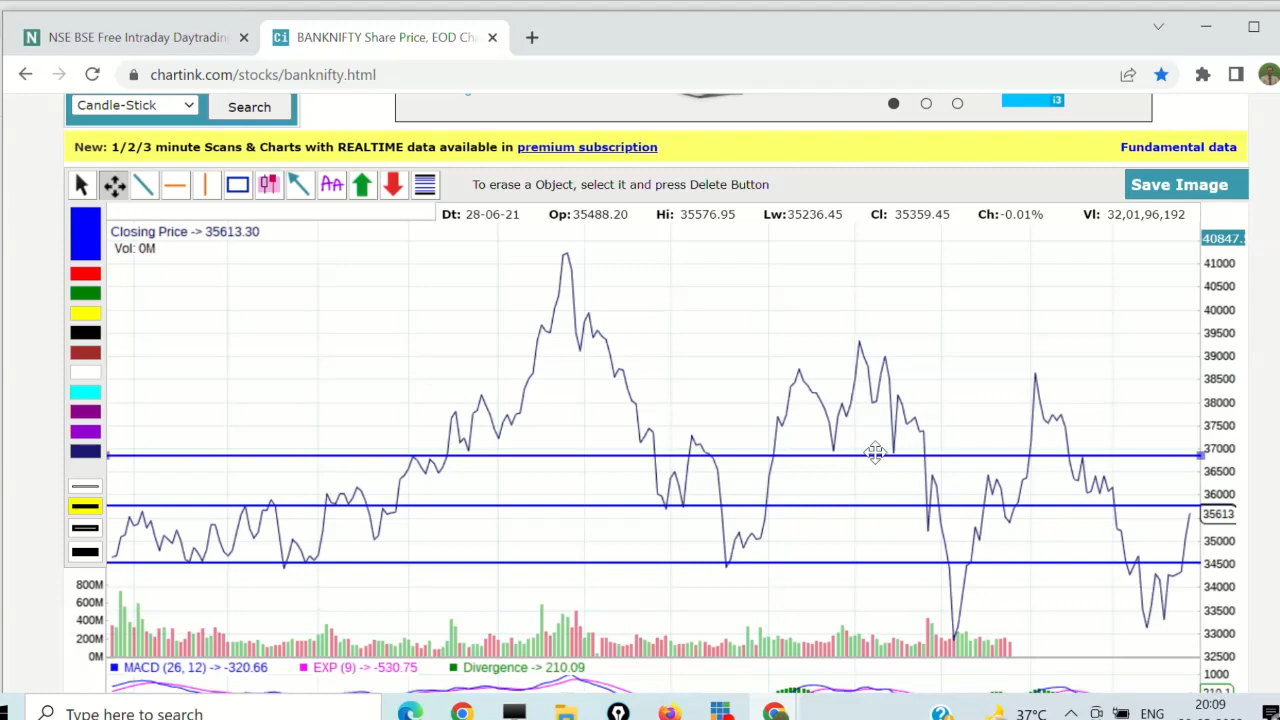 NSE BSE Free Intraday Daytrading
BANKNIFTY Share Price, EOD Cha
chartink.com/stocks/banknifty.html
Candle-Stick
Search
i3
New: 1/2/3 minute Scans & Charts with REALTIME data available in premium subscription
Fundamental data
To erase a Object, select it and press Delete Button
Save Image
Dt: 28-06-21 Op:35488.20 Hi: 35576.95 Lw:35236.45 Cl: 35359.45 Ch:-0.01% Vl: 32,01,96,192
Closing Price -> 35613.30
Vol: 0M
40847.
41000
40500
40000
39500
39000
38500
38000
37500
37000
36500
36000
35613
35000
34500
34000
33500
33000
32500
800M
600M
400M
200M
0M
MACD (26, 12) -> -320.66 EXP (9) -> -530.75 Divergence -> 210.09
1000
210.1
Type here to search
37°C
ENG
20:09